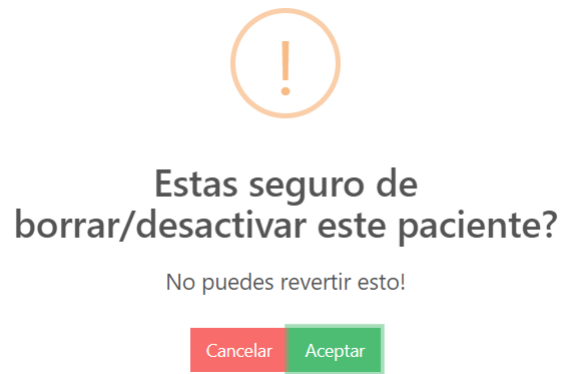 !
Estas seguro de
borrar/desactivar este paciente?
No puedes revertir esto!
Cancelar Aceptar